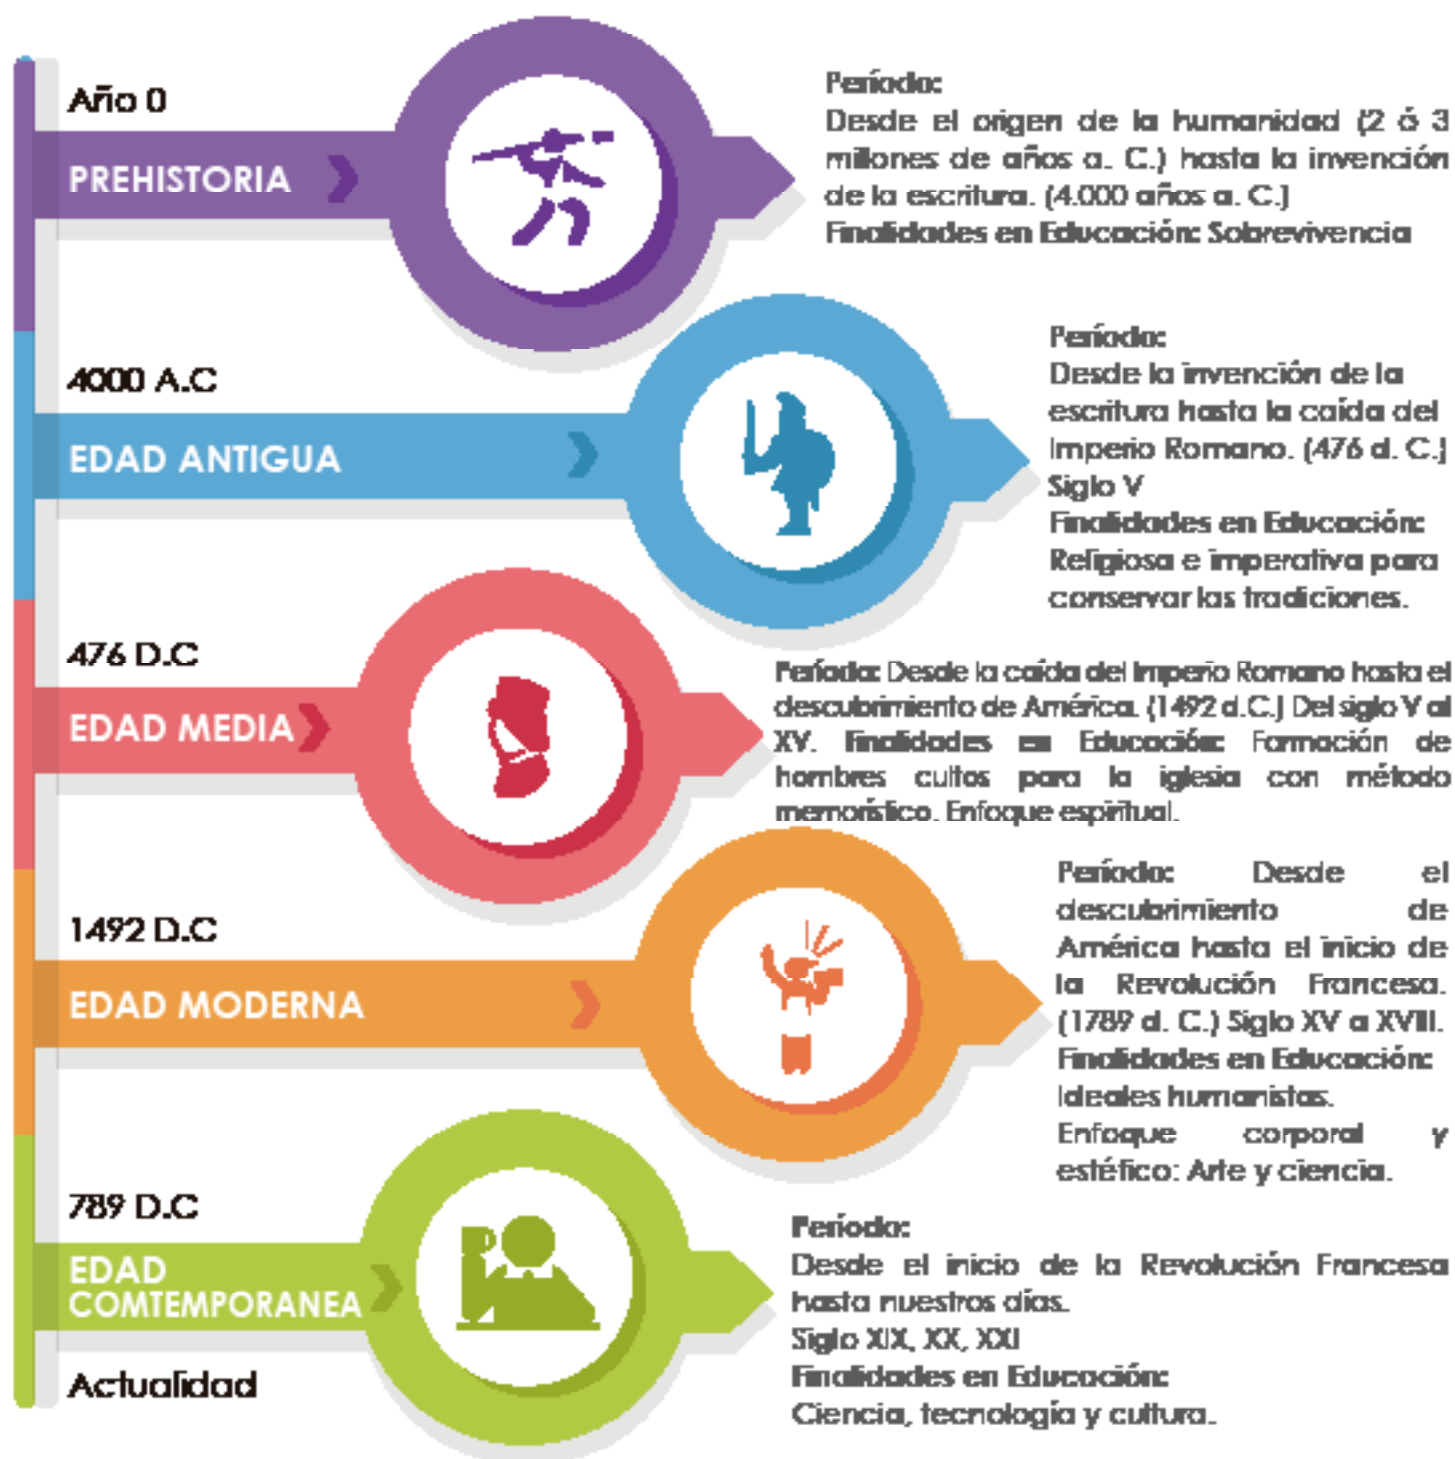 Año 0
PREHISTORIA
Período:
Desde el origen de la humanidad (2 ó 3
millones de años a. C.) hasta la invención
de la escritura. (4.000 años a. C.)
Finalidades en Educación: Sobrevivencia
4000 A.C
EDAD ANTIGUA
Período:
Desde la invención de la
escritura hasta la caída del
Imperio Romano. (476 d. C.)
Siglo V
Finalidades en Educación:
Religiosa e imperativa para
conservar las tradiciones.
476 D.C
EDAD MEDIA
Período: Desde la caída del Imperio Romano hasta el
descubrimiento de América. (1492 d.C.) Del siglo V al
XV. Finalidades en Educación: Formación de
hombres cultos para la iglesia con método
memorístico. Enfoque espiritual.
1492 D.C
EDAD MODERNA
Período: Desde el
descubrimiento de
América hasta el inicio de
la Revolución Francesa.
(1789 d. C.) Siglo XV a XVIII.
Finalidades en Educación:
Ideales humanistas.
Enfoque corporal y
estético: Arte y ciencia.
789 D.C
EDAD
COMTEMPORANEA
Actualidad
Período:
Desde el inicio de la Revolución Francesa
hasta nuestros días.
Siglo XIX, XX, XXI
Finalidades en Educación:
Ciencia, tecnología y cultura.